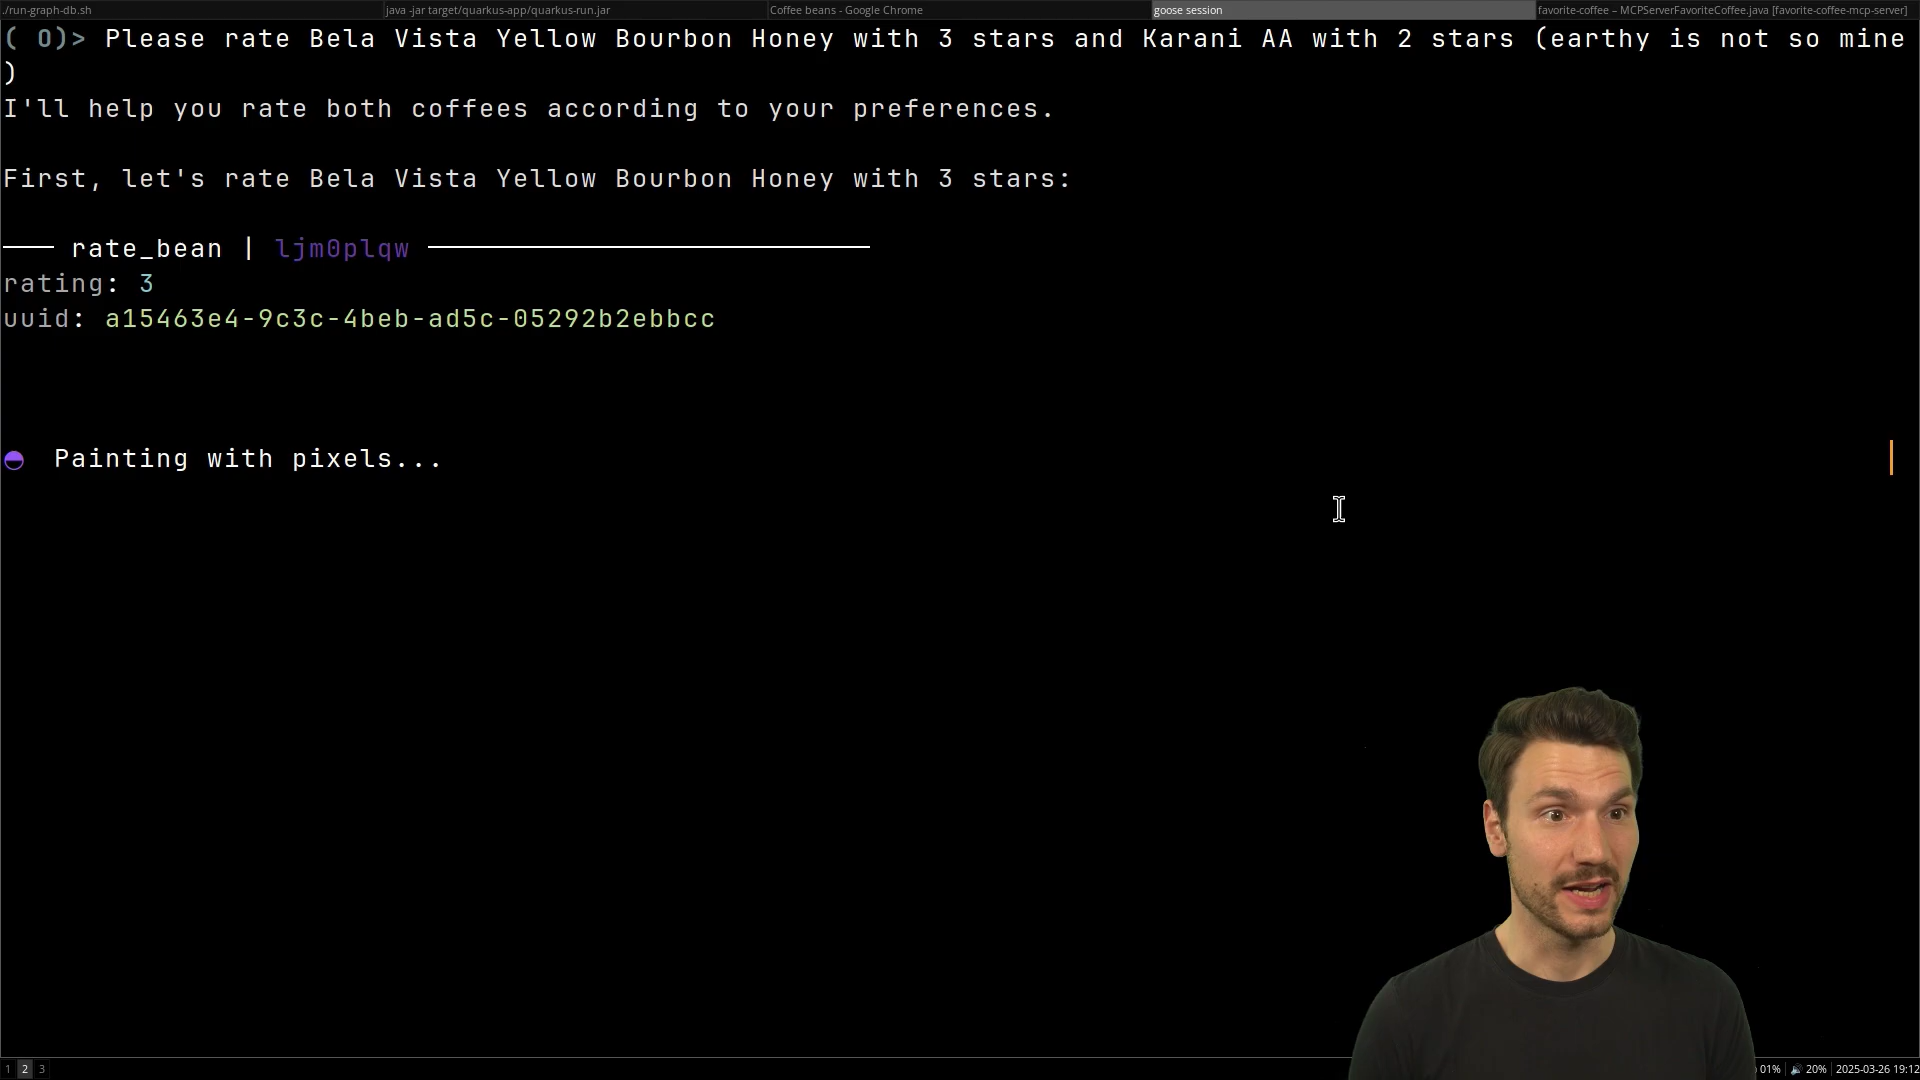 ./run-graph-db.sh
java -jar target/quarkus-app/quarkus-run.jar
Coffee beans - Google Chrome
goose session
favorite-coffee – MCPServerFavoriteCoffee.java [favorite-coffee-mcp-server]
( O)> Please rate Bela Vista Yellow Bourbon Honey with 3 stars and Karani AA with 2 stars (earthy is not so mine
)
I'll help you rate both coffees according to your preferences.
First, let's rate Bela Vista Yellow Bourbon Honey with 3 stars:
─── rate_bean | ljm0plqw ──────────────────────────
rating: 3
uuid: a15463e4-9c3c-4beb-ad5c-05292b2ebbcc
Painting with pixels...
1 2 3
01% 20% 2025-03-26 19:12